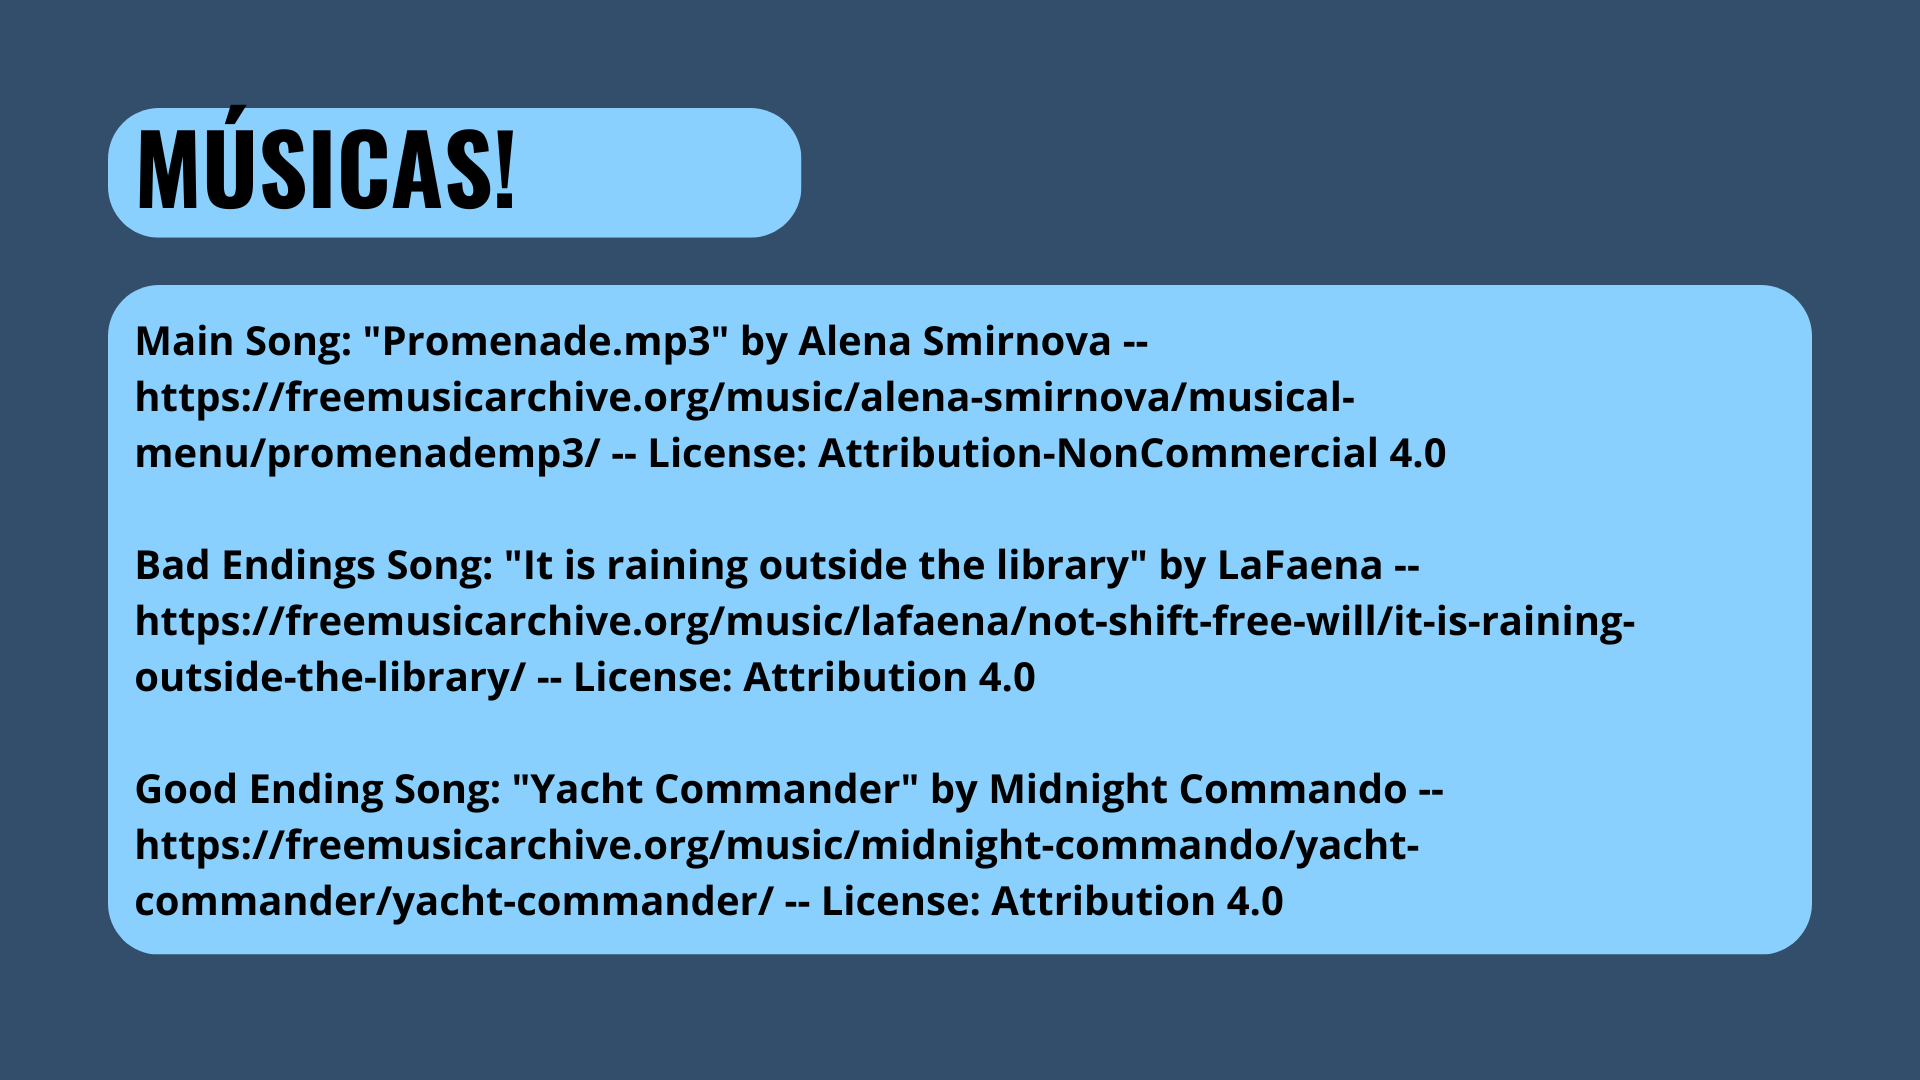 MÚSICAS!
Main Song: "Promenade.mp3" by Alena Smirnova --
https://freemusicarchive.org/music/alena-smirnova/musical-
menu/promenademp3/ -- License: Attribution-NonCommercial 4.0
Bad Endings Song: "It is raining outside the library" by LaFaena --
https://freemusicarchive.org/music/lafaena/not-shift-free-will/it-is-raining-
outside-the-library/ -- License: Attribution 4.0
Good Ending Song: "Yacht Commander" by Midnight Commando --
https://freemusicarchive.org/music/midnight-commando/yacht-
commander/yacht-commander/ -- License: Attribution 4.0